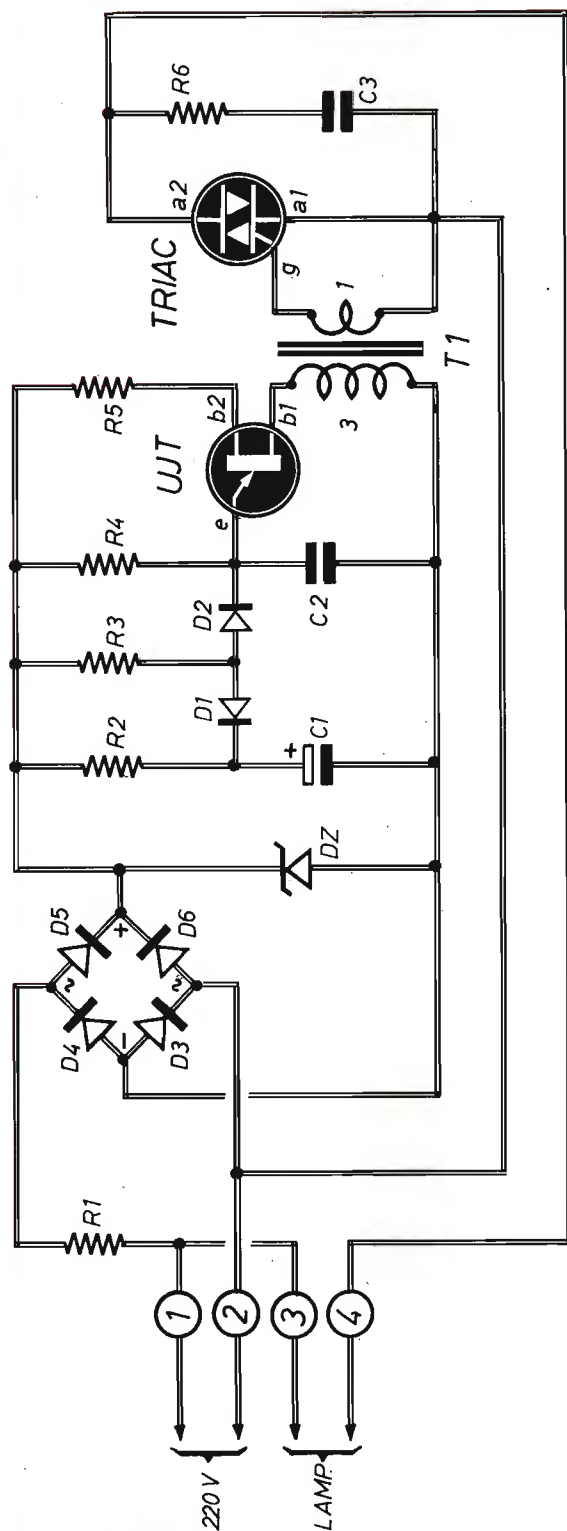 220 V
LAMP.
1
2
3
4
R1
D4
D5
D3
D6
~
~
+
-
DZ
R2
R3
R4
R5
D1
D2
+
C1
C2
UJT
e
b2
b1
3
1
T1
TRIAC
a2
a1
g
R6
C3